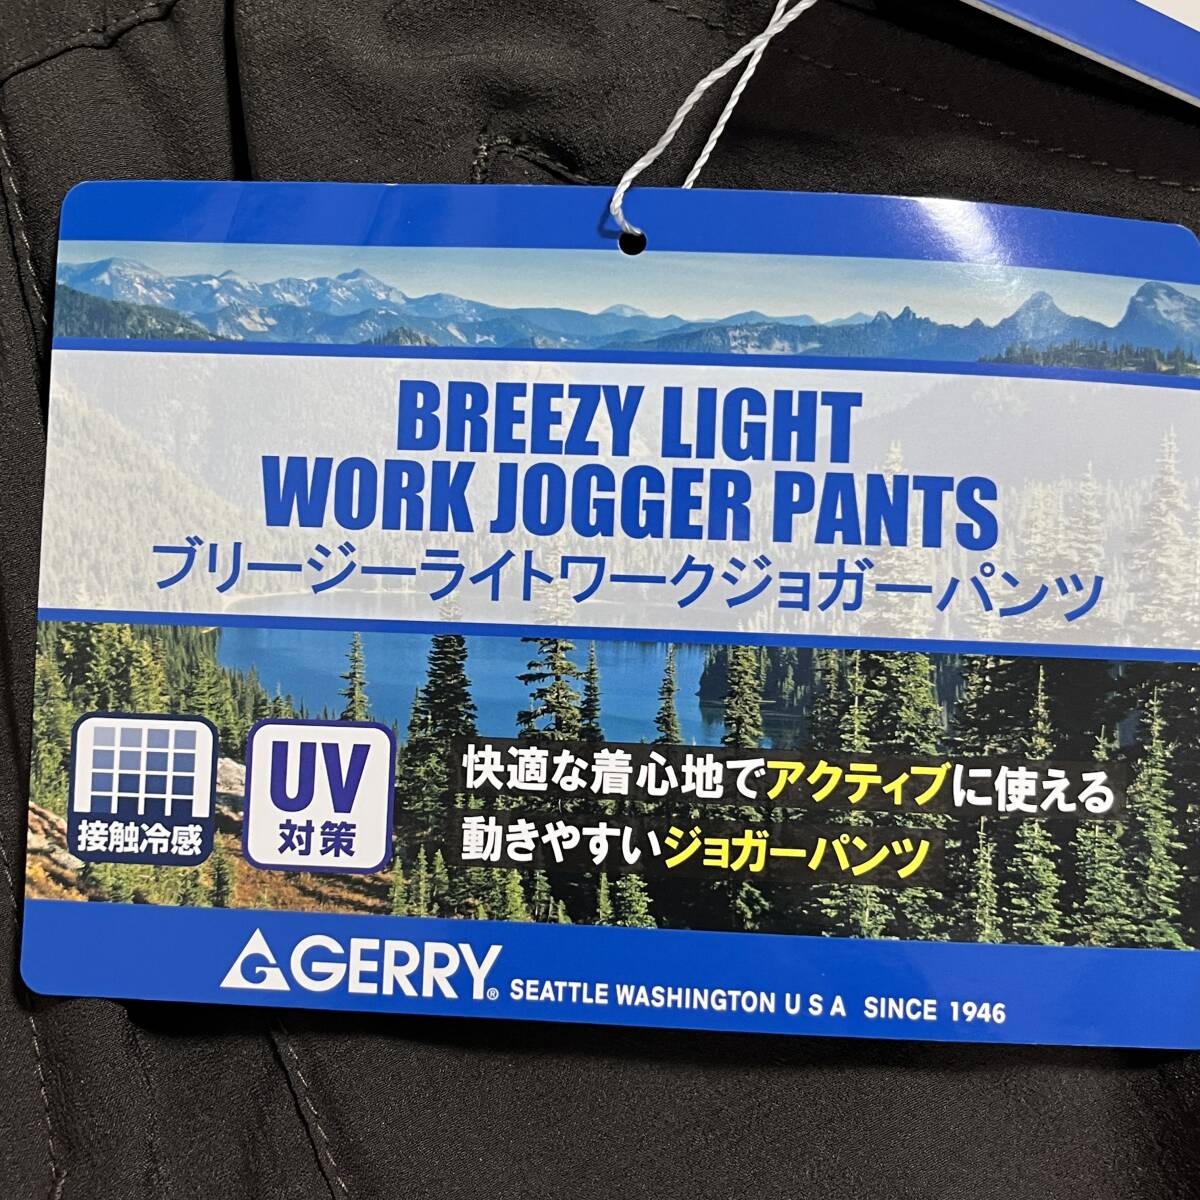 BREEZY LIGHT
WORK JOGGER PANTS
ブリージーライトワークジョガーパンツ
接触冷感
UV
対策
快適な着心地でアクティブに使える
動きやすいジョガーパンツ
GERRY® SEATTLE WASHINGTON U S A SINCE 1946